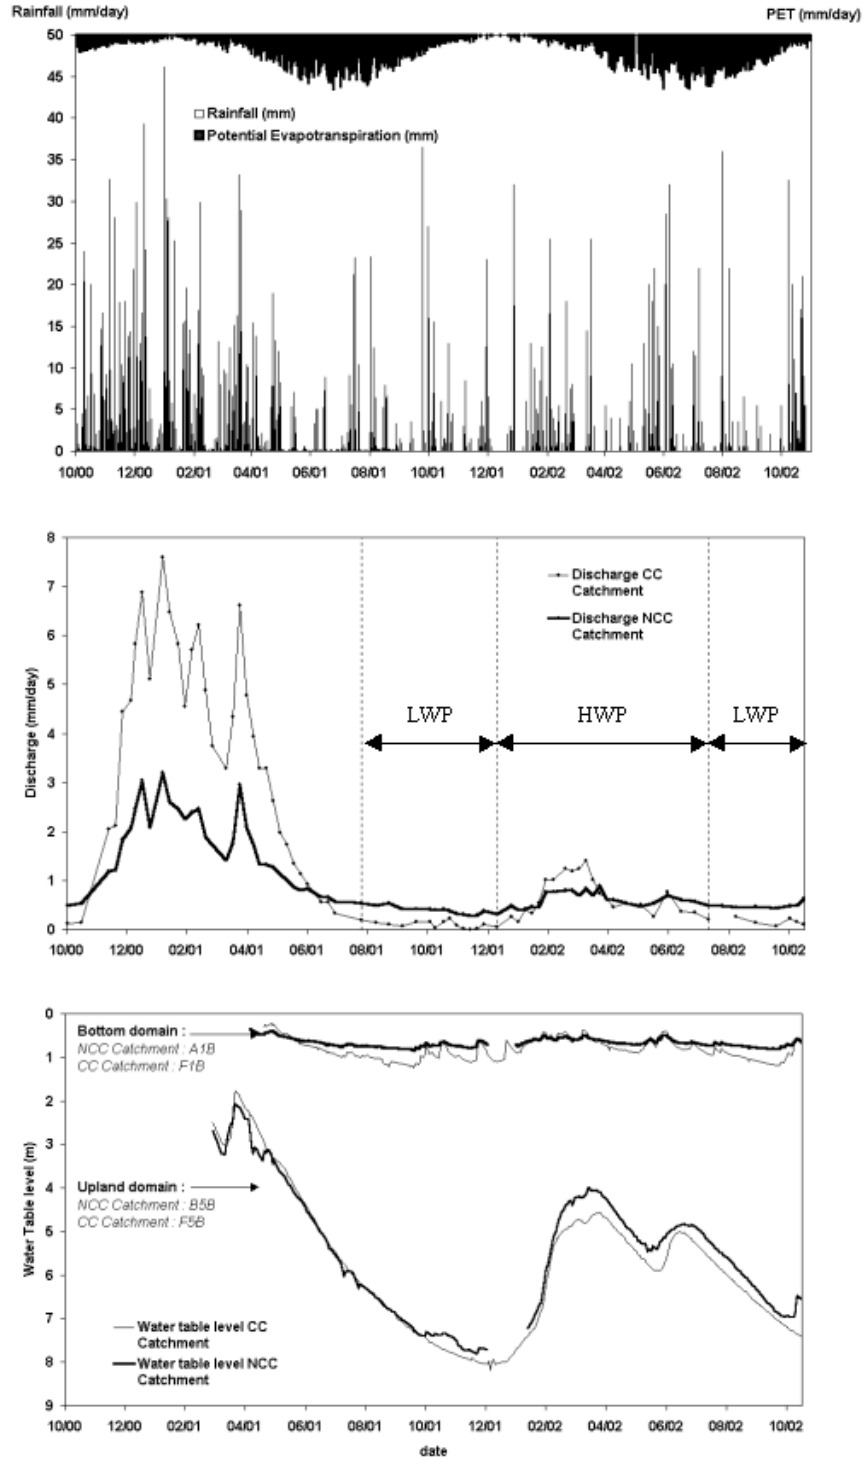 Rainfall (mm/day) PET (mm/day)
50
45
40
35
30
25
20
15
10
5
0
Rainfall (mm)
Potential Evapotranspiration (mm)
10/00 12/00 02/01 04/01 06/01 08/01 10/01 12/01 02/02 04/02 06/02 08/02 10/02
Discharge (mm/day)
8
7
6
5
4
3
2
1
0
Discharge CC
Catchment
Discharge NCC
Catchment
LWP HWP LWP
10/00 12/00 02/01 04/01 06/01 08/01 10/01 12/01 02/02 04/02 06/02 08/02 10/02
Water Table level (m)
0
1
2
3
4
5
6
7
8
9
Bottom domain :
NCC Catchment : A1B
CC Catchment : F1B
Upland domain :
NCC Catchment : B5B
CC Catchment : F5B
Water table level CC
Catchment
Water table level NCC
Catchment
10/00 12/00 02/01 04/01 06/01 08/01 10/01 12/01 02/02 04/02 06/02 08/02 10/02
date